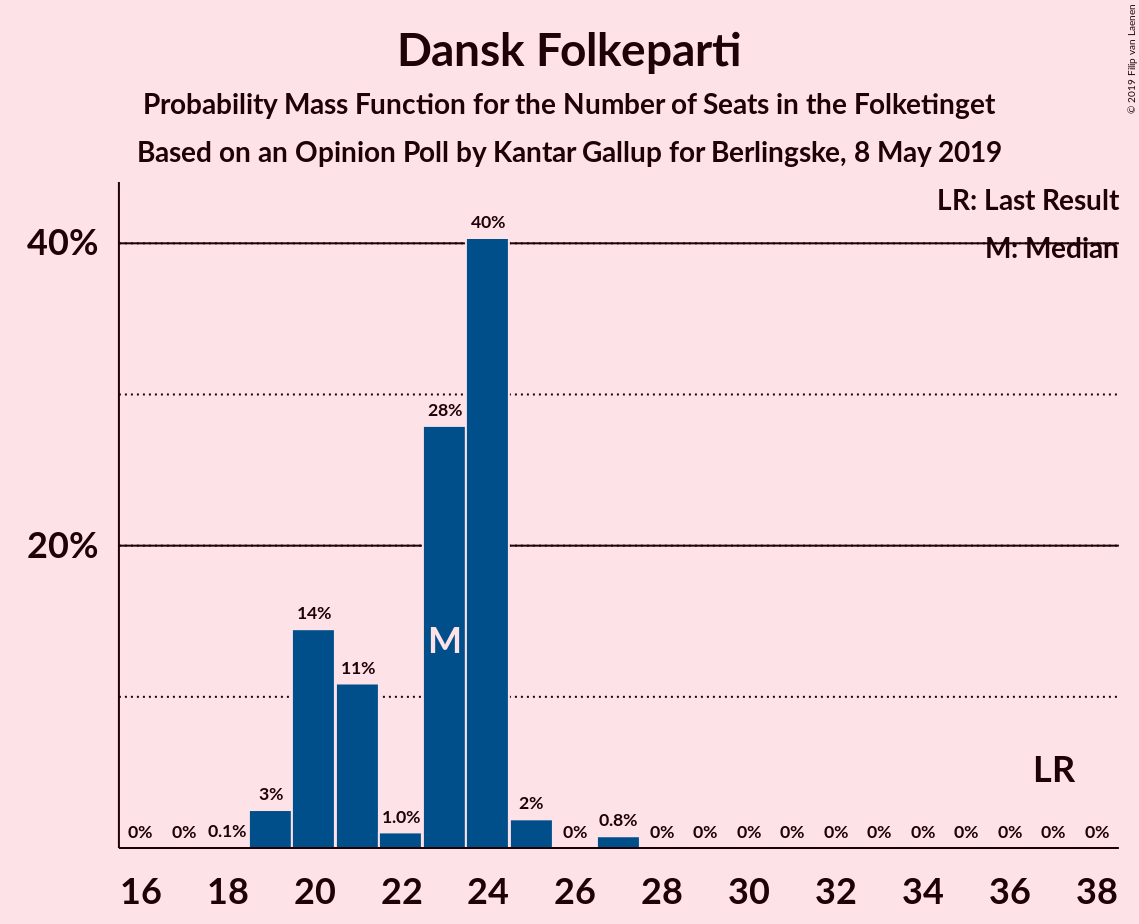 Dansk Folkeparti
Probability Mass Function for the Number of Seats in the Folketinget
Based on an Opinion Poll by Kantar Gallup for Berlingske, 8 May 2019
© 2019 Filip van Laenen
LR: Last Result
M: Median
40%
20%
0% 0% 0.1% 3% 14% 11% 1.0% 28% 40% 2% 0% 0.8% 0% 0% 0% 0% 0% 0% 0% 0% 0% 0% 0%
M
LR
16 18 20 22 24 26 28 30 32 34 36 38